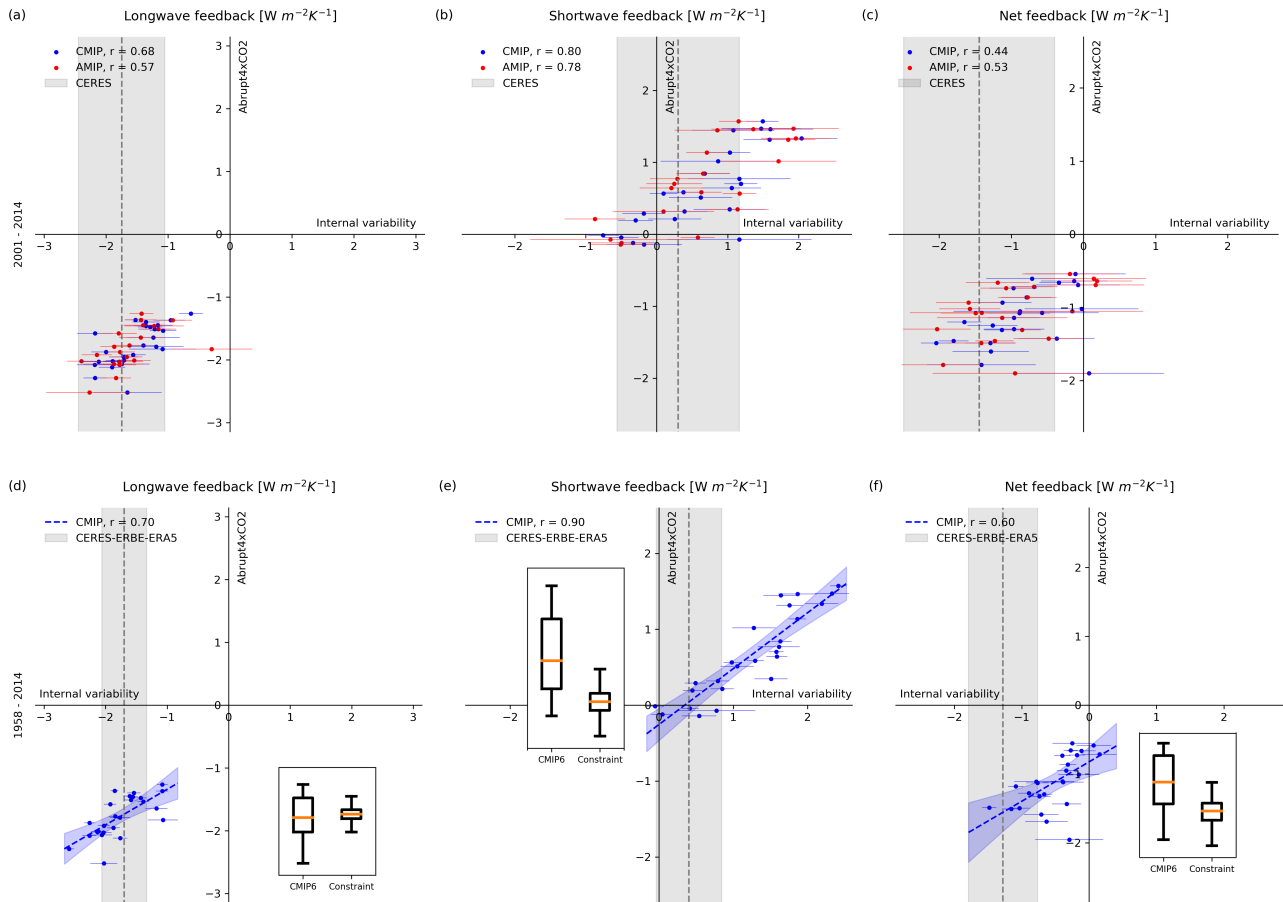 (a)
Longwave feedback [W m−2K−1]
CMIP, r = 0.68
AMIP, r = 0.57
CERES
Abrupt4xCO2
Internal variability
2001 - 2014
3
2
1
0
−1
−2
−3
−3 −2 −1 0 1 2 3
(b)
Shortwave feedback [W m−2K−1]
CMIP, r = 0.80
AMIP, r = 0.78
CERES
Abrupt4xCO2
Internal variability
2
1
0
−1
−2
−2 −1 0 1 2
(c)
Net feedback [W m−2K−1]
CMIP, r = 0.44
AMIP, r = 0.53
CERES
Abrupt4xCO2
Internal variability
2
1
0
−1
−2
−2 −1 0 1 2
(d)
Longwave feedback [W m−2K−1]
CMIP, r = 0.70
CERES-ERBE-ERA5
Abrupt4xCO2
Internal variability
1958 - 2014
3
2
1
0
−1
−2
−3
−3 −2 −1 0 1 2 3
CMIP6 Constraint
(e)
Shortwave feedback [W m−2K−1]
CMIP, r = 0.90
CERES-ERBE-ERA5
Abrupt4xCO2
Internal variability
2
1
0
−1
−2
−2 0 1 2
CMIP6 Constraint
(f)
Net feedback [W m−2K−1]
CMIP, r = 0.60
CERES-ERBE-ERA5
Abrupt4xCO2
Internal variability
2
1
0
−1
−2
−2 −1 0 1 2
CMIP6 Constraint